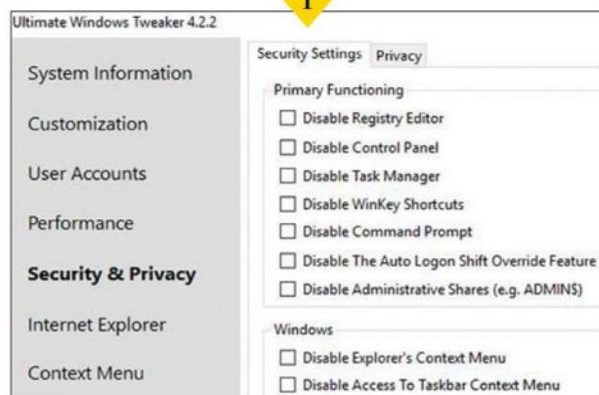 1
Ultimate Windows Tweaker 4.2.2
System Information
Customization
User Accounts
Performance
Security & Privacy
Internet Explorer
Context Menu
Security Settings
Privacy
Primary Functioning
Disable Registry Editor
Disable Control Panel
Disable Task Manager
Disable WinKey Shortcuts
Disable Command Prompt
Disable The Auto Logon Shift Override Feature
Disable Administrative Shares (e.g. ADMIN$)
Windows
Disable Explorer's Context Menu
Disable Access To Taskbar Context Menu